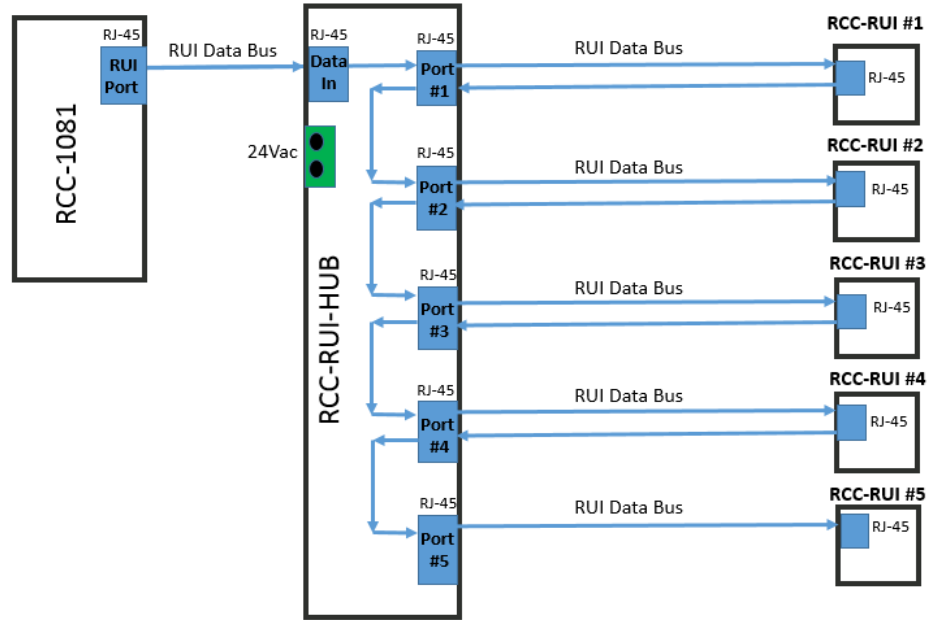 RCC-1081
RJ-45
RUI
Port
RUI Data Bus
RCC-RUI-HUB
RJ-45
Data
In
24Vac
RJ-45
Port
#1
RUI Data Bus
RCC-RUI #1
RJ-45
RJ-45
Port
#2
RUI Data Bus
RCC-RUI #2
RJ-45
RJ-45
Port
#3
RUI Data Bus
RCC-RUI #3
RJ-45
RJ-45
Port
#4
RUI Data Bus
RCC-RUI #4
RJ-45
RJ-45
Port
#5
RUI Data Bus
RCC-RUI #5
RJ-45